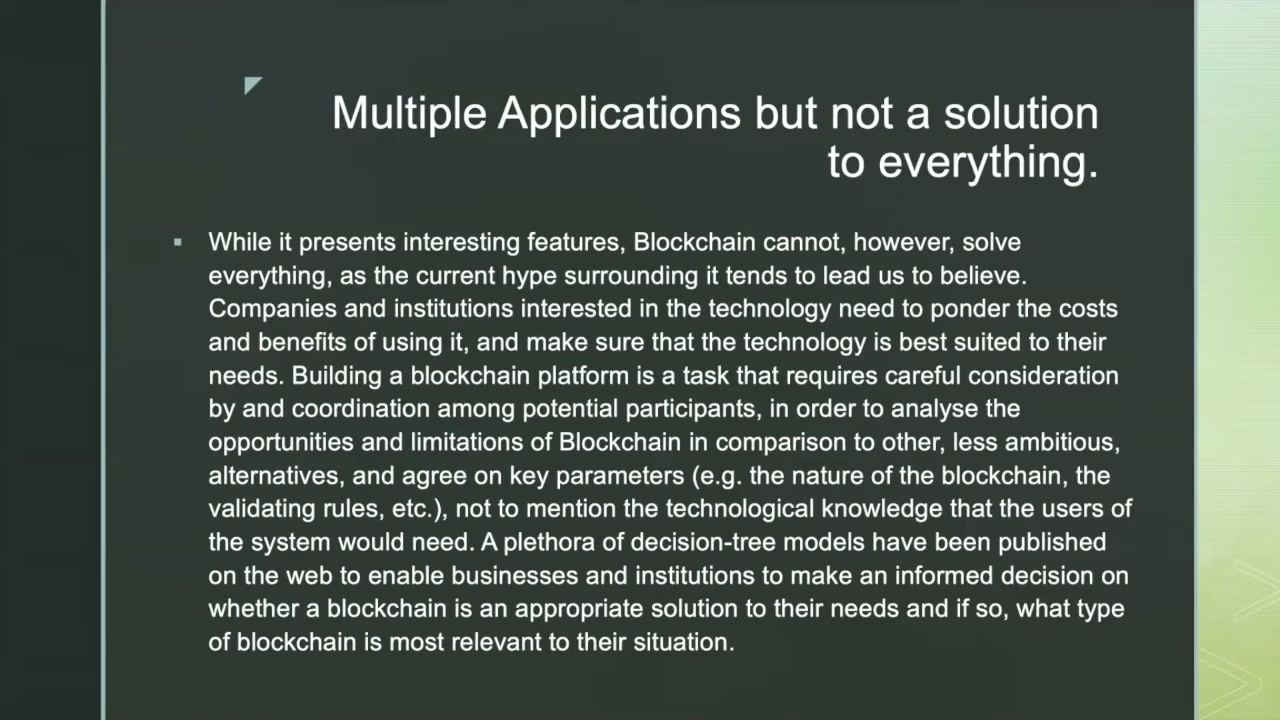 Multiple Applications but not a solution
to everything.
▪ While it presents interesting features, Blockchain cannot, however, solve
everything, as the current hype surrounding it tends to lead us to believe.
Companies and institutions interested in the technology need to ponder the costs
and benefits of using it, and make sure that the technology is best suited to their
needs. Building a blockchain platform is a task that requires careful consideration
by and coordination among potential participants, in order to analyse the
opportunities and limitations of Blockchain in comparison to other, less ambitious,
alternatives, and agree on key parameters (e.g. the nature of the blockchain, the
validating rules, etc.), not to mention the technological knowledge that the users of
the system would need. A plethora of decision-tree models have been published
on the web to enable businesses and institutions to make an informed decision on
whether a blockchain is an appropriate solution to their needs and if so, what type
of blockchain is most relevant to their situation.